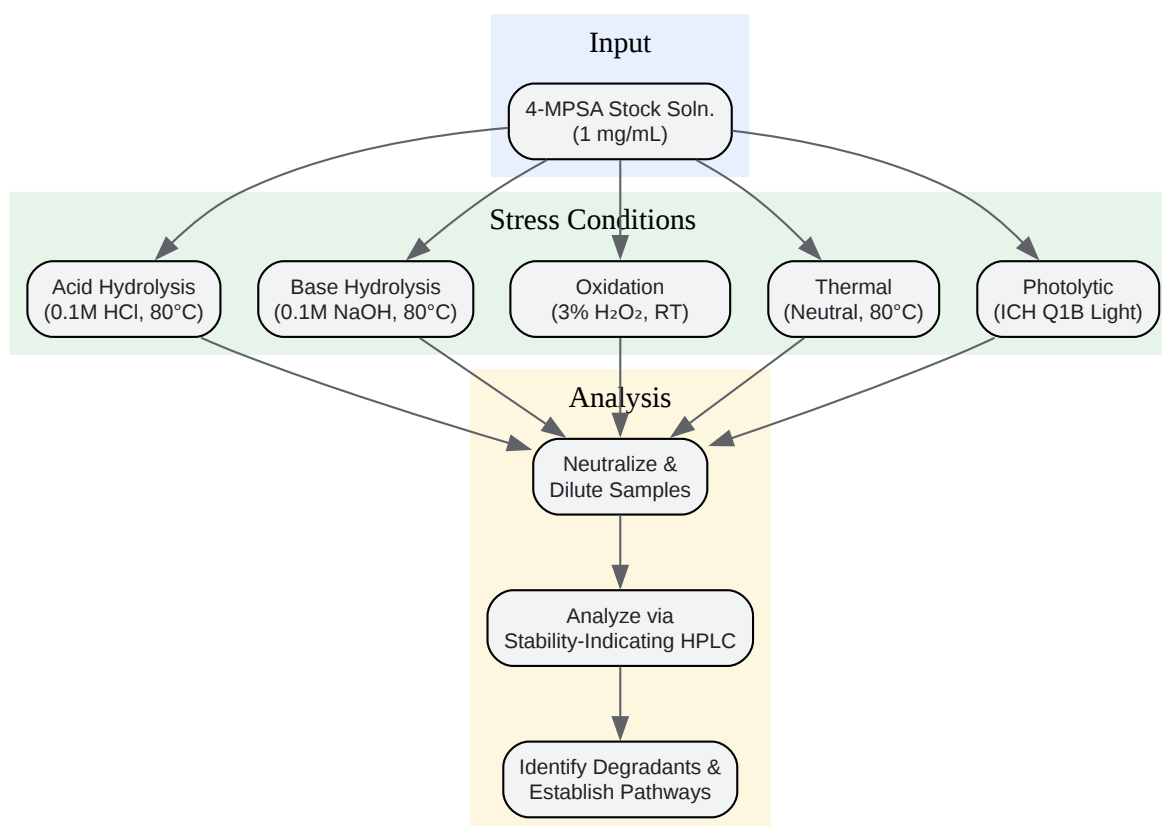 Input
4-MPSA Stock Soln.
(1 mg/mL)
Stress Conditions
Acid Hydrolysis
(0.1M HCl, 80°C)
Base Hydrolysis
(0.1M NaOH, 80°C)
Oxidation
(3% H₂O₂, RT)
Thermal
(Neutral, 80°C)
Photolytic
(ICH Q1B Light)
Analysis
Neutralize &
Dilute Samples
Analyze via
Stability-Indicating HPLC
Identify Degradants &
Establish Pathways